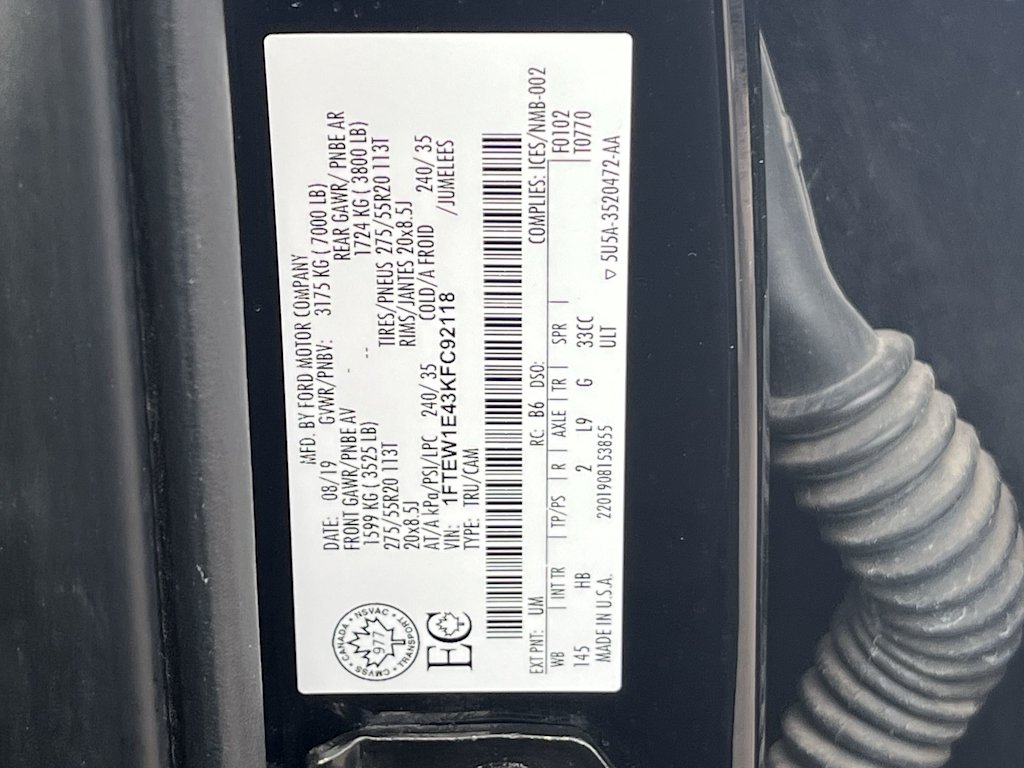 MFD. BY FORD MOTOR COMPANY
DATE: 08/19 GVWR/PNBV: 3175 KG ( 7000 LB)
FRONT GAWR/PNBE AV REAR GAWR/ PNBE AR
1599 KG ( 3525 LB) -- 1724 KG ( 3800 LB)
275/55R20 113T TIRES/PNEUS 275/55R20 113T
20x8.5J RIMS/JANTES 20x8.5J
AT/A kPa/PSI/LPC 240/ 35 COLD/A FROID 240/ 35
VIN: 1FTEW1E43KFC92118 /JUMELEES
TYPE: TRU/CAM
CANADA • NSVAC • TRANSPORT • CMVSS •
977
EC
EXT PNT: UM RC: B6 DSO: COMPLIES: ICES/NMB-002
WB INT TR TP/PS R AXLE TR SPR F0102
T0770
145 HB 2 L9 G 33CC
MADE IN U.S.A. 2201908153855 ULT ▽ 5U5A-3520472-AA